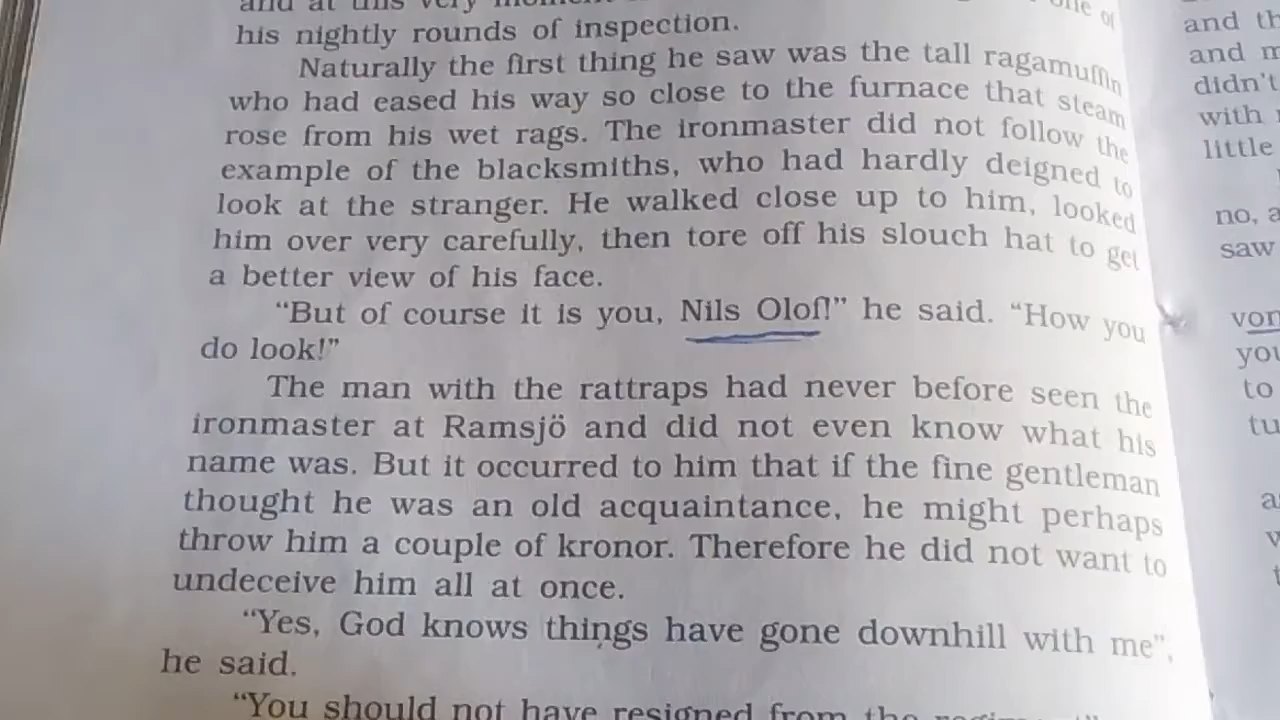 and at this very moment one of
his nightly rounds of inspection.
Naturally the first thing he saw was the tall ragamuffin
who had eased his way so close to the furnace that steam
rose from his wet rags. The ironmaster did not follow the
example of the blacksmiths, who had hardly deigned to
look at the stranger. He walked close up to him, looked
him over very carefully, then tore off his slouch hat to get
a better view of his face.
“But of course it is you, Nils Olof!” he said. “How you
do look!”
The man with the rattraps had never before seen the
ironmaster at Ramsjö and did not even know what his
name was. But it occurred to him that if the fine gentleman
thought he was an old acquaintance, he might perhaps
throw him a couple of kronor. Therefore he did not want to
undeceive him all at once.
“Yes, God knows things have gone downhill with me”,
he said.
“You should not have resigned from the
and
and
didn't
with
little
no,
saw
von
to